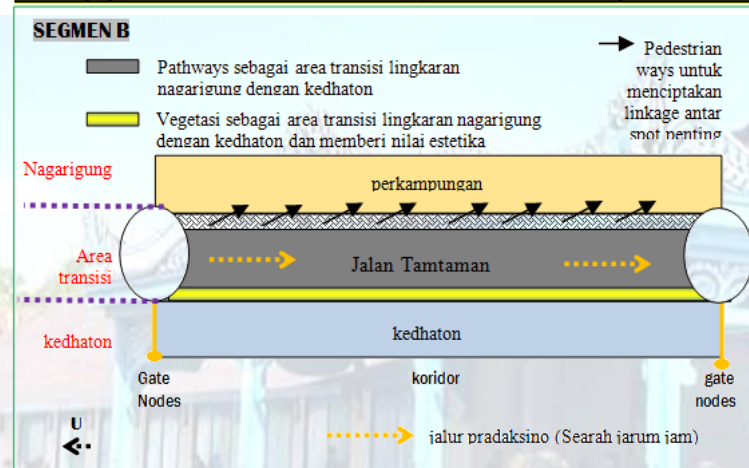 SEGMEN B
Pathways sebagai area transisi lingkaran
nagarigung dengan kedhaton
Vegetasi sebagai area transisi lingkaran nagarigung
dengan kedhaton dan memberi nilai estetika
Pedestrian
ways untuk
menciptakan
linkage antar
spot penting
Nagarigung
perkampungan
Area
transisi
Jalan Tamtaman
kedhaton
kedhaton
Gate
Nodes
koridor
gate
nodes
U
jalur pradaksino (Searah jarum jam)